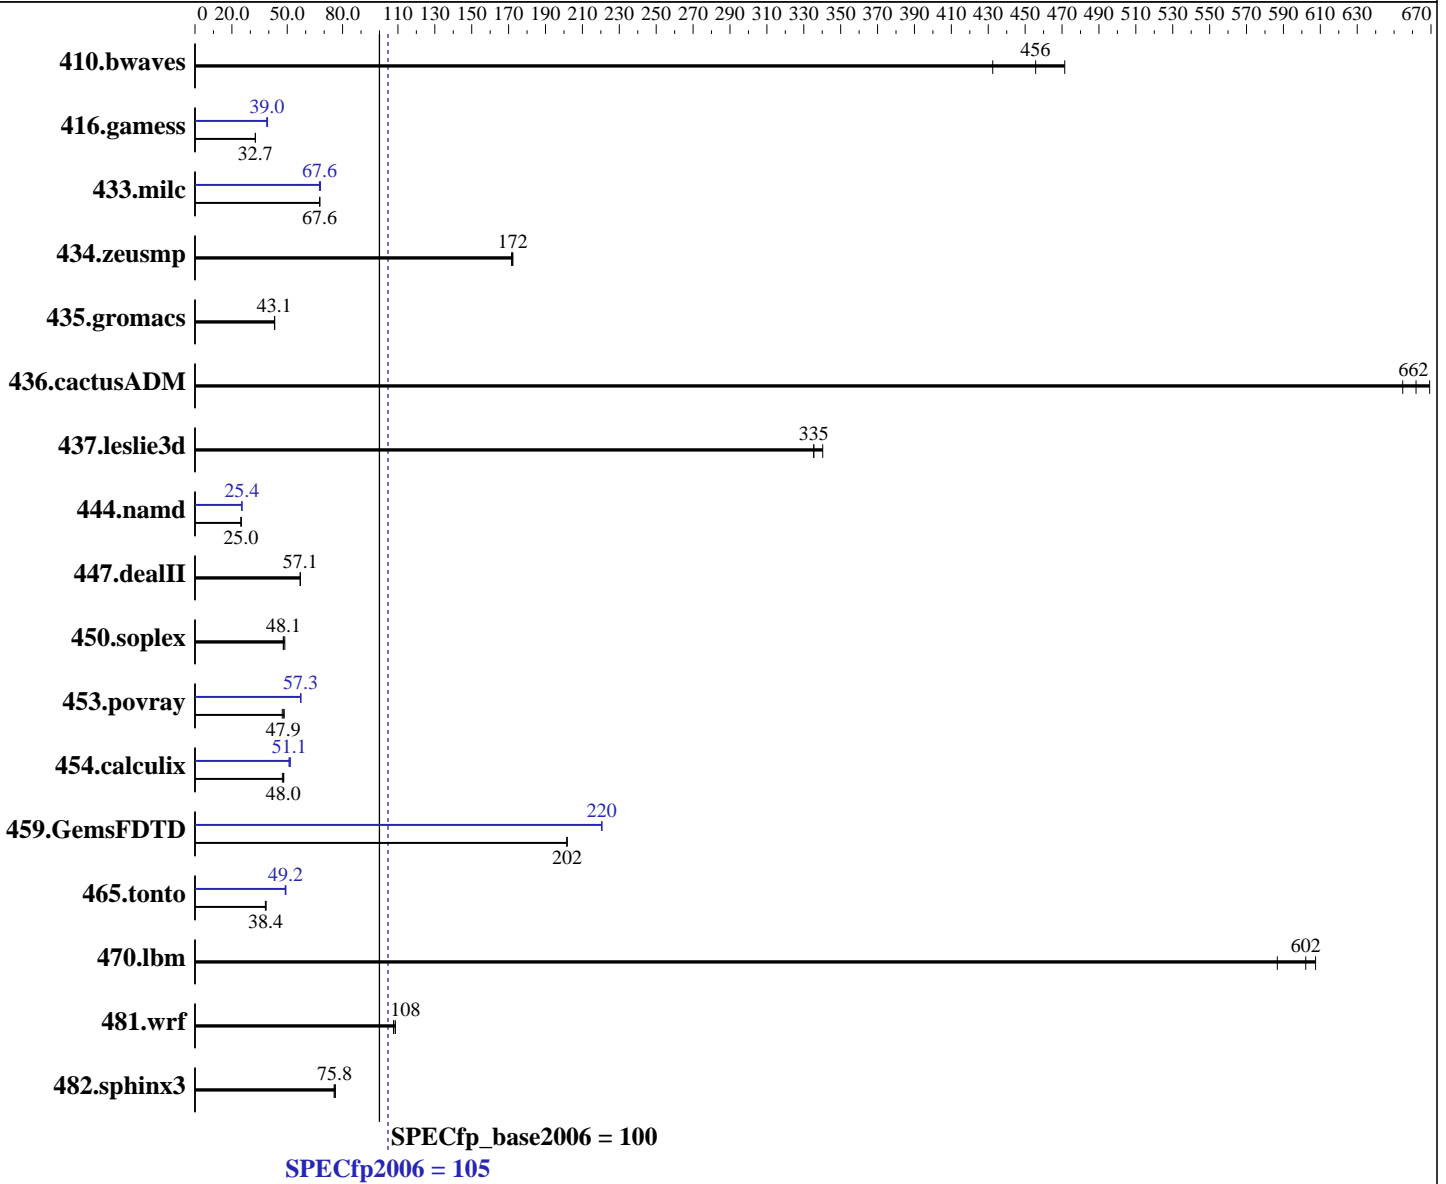 0 20.0 50.0 80.0 110 130 150 170 190 210 230 250 270 290 310 330 350 370 390 410 430 450 470 490 510 530 550 570 590 610 630 670
410.bwaves 456
416.gamess 39.0
32.7
433.milc 67.6
67.6
434.zeusmp 172
435.gromacs 43.1
436.cactusADM 662
437.leslie3d 335
444.namd 25.4
25.0
447.dealII 57.1
450.soplex 48.1
453.povray 57.3
47.9
454.calculix 51.1
48.0
459.GemsFDTD 220
202
465.tonto 49.2
38.4
470.lbm 602
481.wrf 108
482.sphinx3 75.8
SPECfp_base2006 = 100
SPECfp2006 = 105